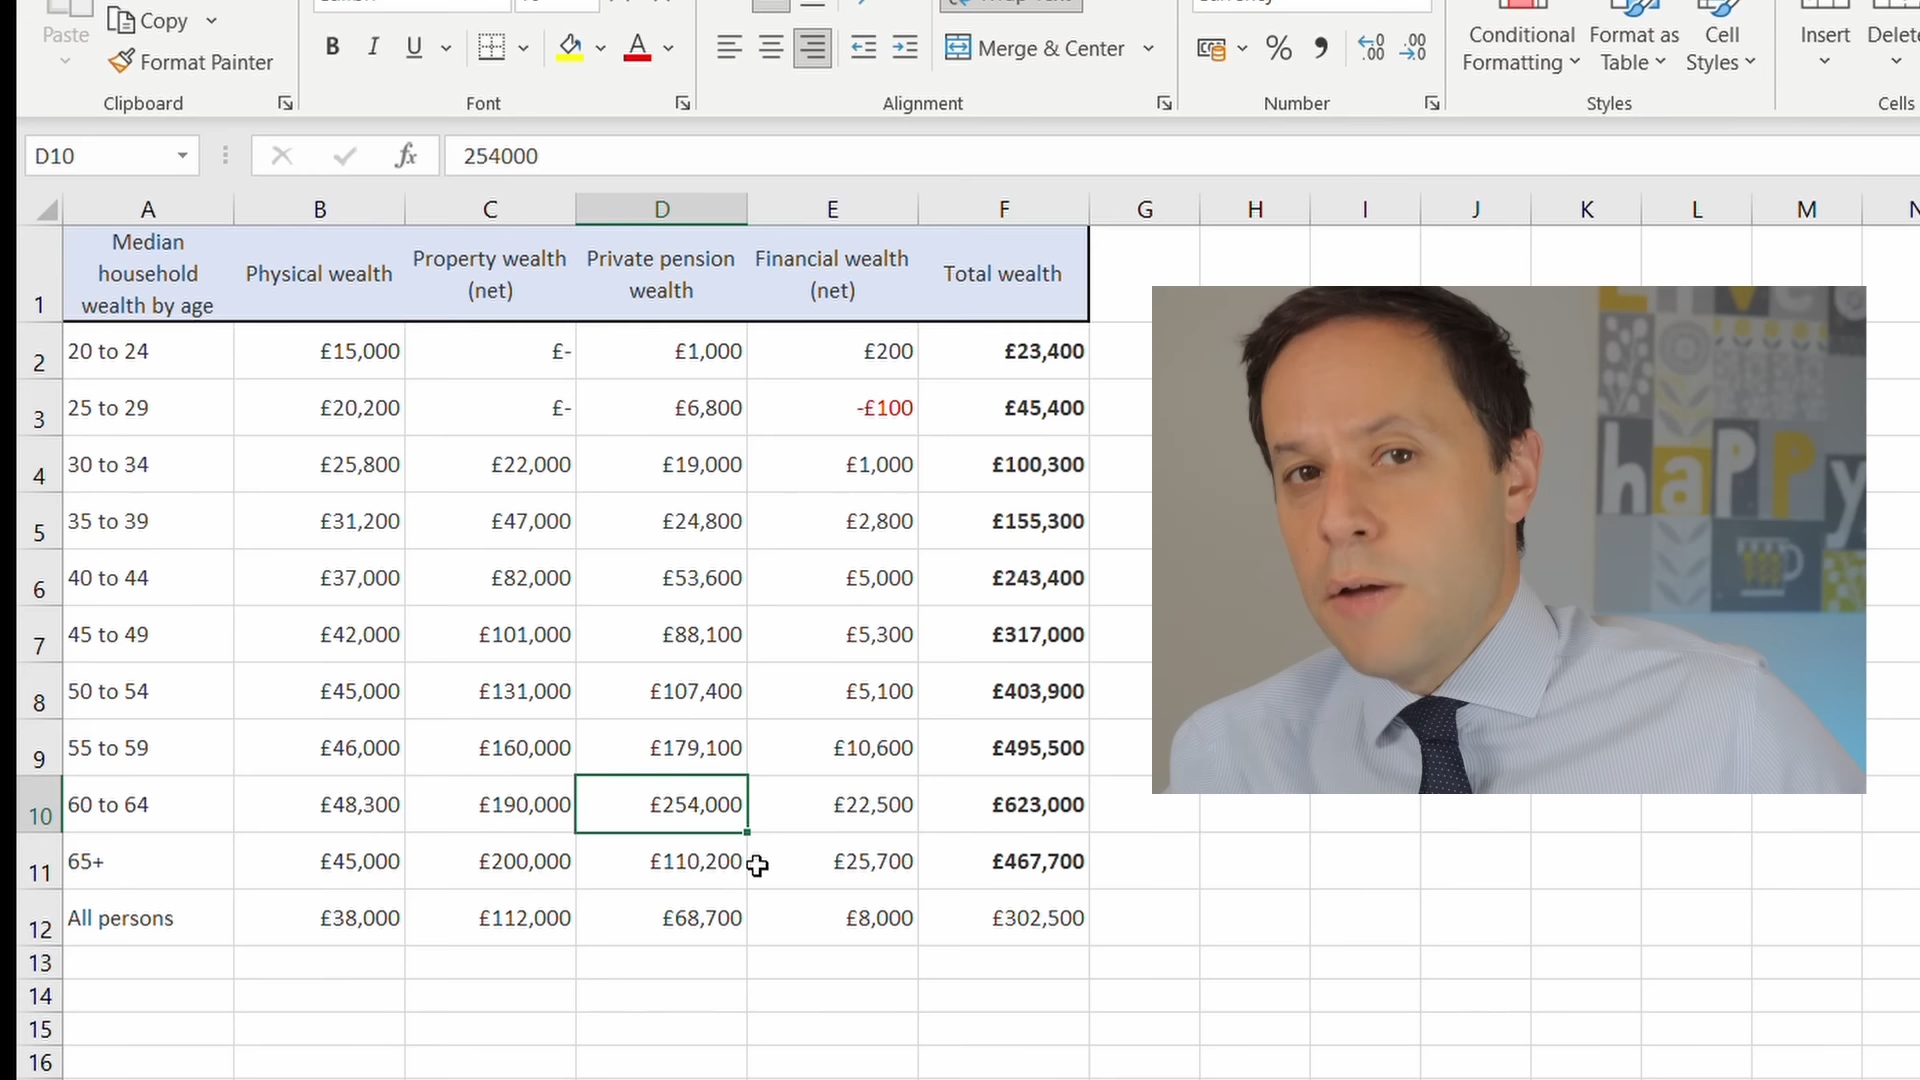 Paste
Copy
Format Painter
Clipboard
B I U
A
Font
Merge & Center
Alignment
%
Number
Conditional Formatting
Format as Table
Cell Styles
Styles
Insert
Cells
D10
fx
254000
A B C D E F G H I J K L M
1 Median household wealth by age Physical wealth Property wealth (net) Private pension wealth Financial wealth (net) Total wealth
2 20 to 24 £15,000 £- £1,000 £200 £23,400
3 25 to 29 £20,200 £- £6,800 -£100 £45,400
4 30 to 34 £25,800 £22,000 £19,000 £1,000 £100,300
5 35 to 39 £31,200 £47,000 £24,800 £2,800 £155,300
6 40 to 44 £37,000 £82,000 £53,600 £5,000 £243,400
7 45 to 49 £42,000 £101,000 £88,100 £5,300 £317,000
8 50 to 54 £45,000 £131,000 £107,400 £5,100 £403,900
9 55 to 59 £46,000 £160,000 £179,100 £10,600 £495,500
10 60 to 64 £48,300 £190,000 £254,000 £22,500 £623,000
11 65+ £45,000 £200,000 £110,200 £25,700 £467,700
12 All persons £38,000 £112,000 £68,700 £8,000 £302,500
13
14
15
16
happy